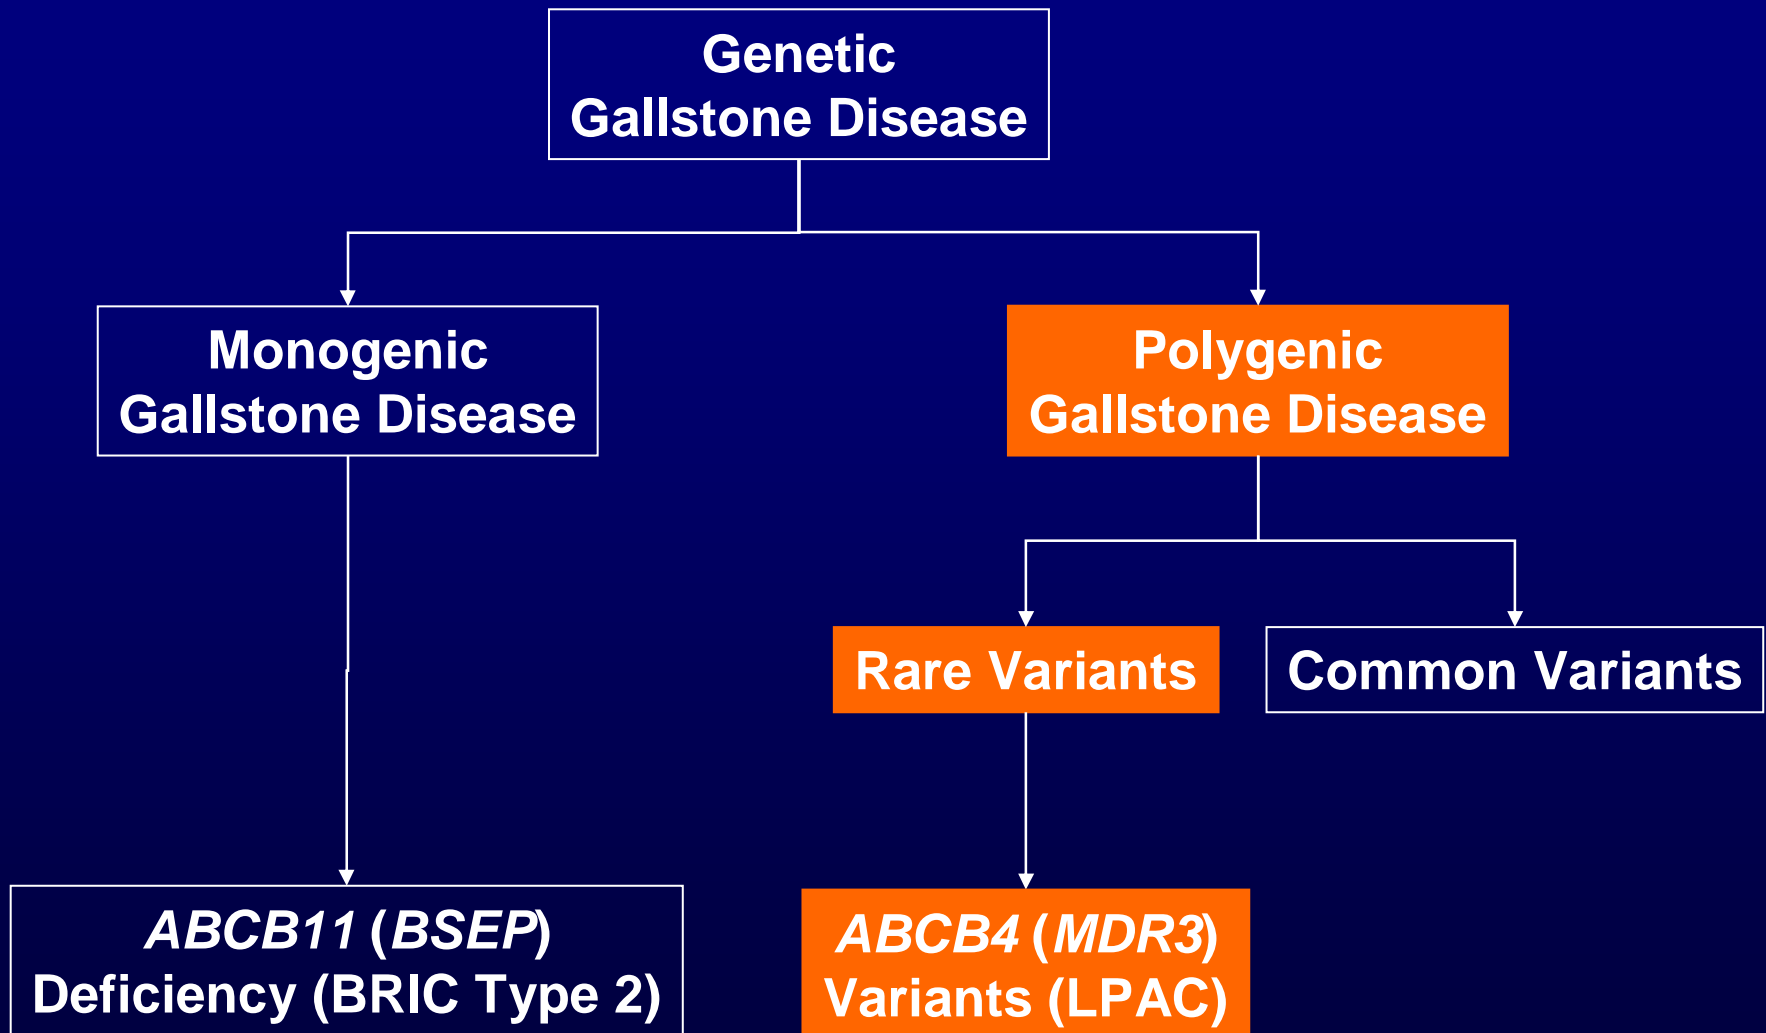 Genetic
Gallstone Disease
Monogenic
Gallstone Disease
Polygenic
Gallstone Disease
Rare Variants
Common Variants
ABCB11 (BSEP)
Deficiency (BRIC Type 2)
ABCB4 (MDR3)
Variants (LPAC)